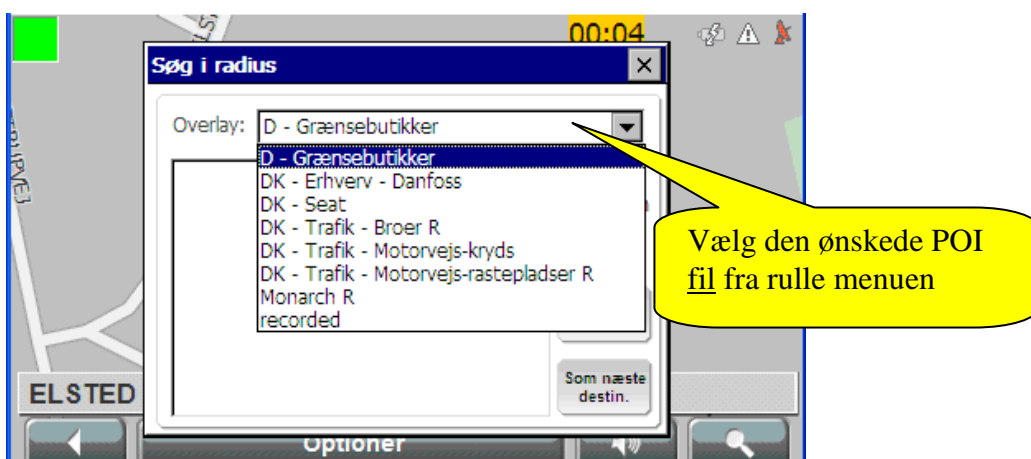 00:04
Søg i radius
Overlay: D - Grænsebutikker
D - Grænsebutikker
DK - Erhverv - Danfoss
DK - Seat
DK - Trafik - Broer R
DK - Trafik - Motorvejs-kryds
DK - Trafik - Motorvejs-rastepladser R
Monarch R
recorded
Vælg den ønskede POI
fil fra rulle menuen
Som næste
destin.
ELSTED
Optioner